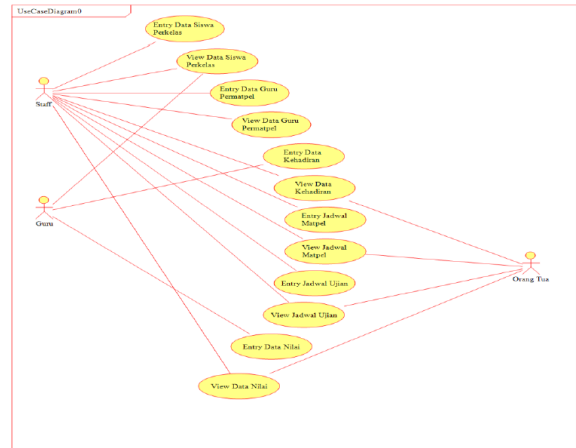 UseCaseDiagram0
Entry Data Siswa
Perkelas
View Data Siswa
Perkelas
Staff
Entry Data Guru
Permatpel
View Data Guru
Permatpel
Entry Data
Kehadiran
View Data
Kehadiran
Guru
Entry Jadwal
Matpel
View Jadwal
Matpel
Orang Tua
Entry Jadwal Ujian
View Jadwal Ujian
Entry Data Nilai
View Data Nilai